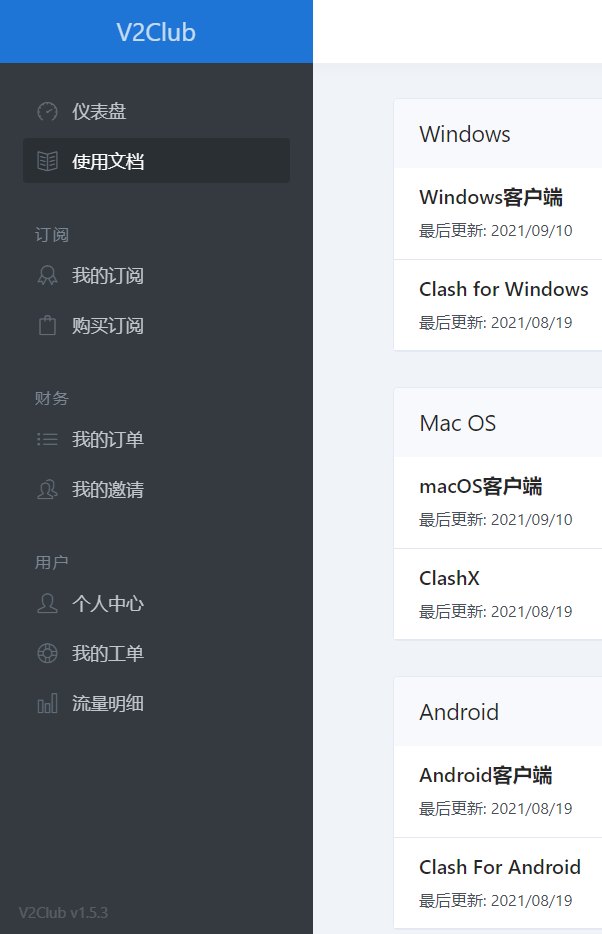 V2Club
仪表盘
使用文档
订阅
我的订阅
购买订阅
财务
我的订单
我的邀请
用户
个人中心
我的工单
流量明细
V2Club v1.5.3
Windows
Windows客户端
最后更新: 2021/09/10
Clash for Windows
最后更新: 2021/08/19
Mac OS
macOS客户端
最后更新: 2021/09/10
ClashX
最后更新: 2021/08/19
Android
Android客户端
最后更新: 2021/08/19
Clash For Android
最后更新: 2021/08/19